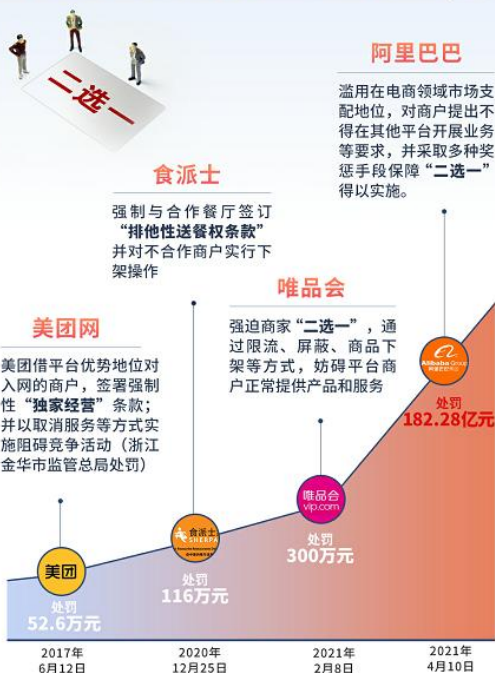 二选一
阿里巴巴
滥用在电商领域市场支
配地位，对商户提出不
得在其他平台开展业务
等要求，并采取多种奖
惩手段保障“二选一”
得以实施。
食派士
强制与合作餐厅签订
“排他性送餐权条款”
并对不合作商户实行下
架操作
唯品会
强迫商家“二选一”，通
过限流、屏蔽、商品下
架等方式，妨碍平台商
户正常提供产品和服务
美团网
美团借平台优势地位对
入网的商户，签署强制
性“独家经营”条款；
并以取消服务等方式实
施阻碍竞争活动（浙江
金华市监管总局处罚）
Alibaba Group
阿里巴巴集团
处罚
182.28亿元
唯品会
vip.com
处罚
300万元
食派士
SHERPA
处罚
116万元
美团
处罚
52.6万元
2017年
6月12日
2020年
12月25日
2021年
2月8日
2021年
4月10日